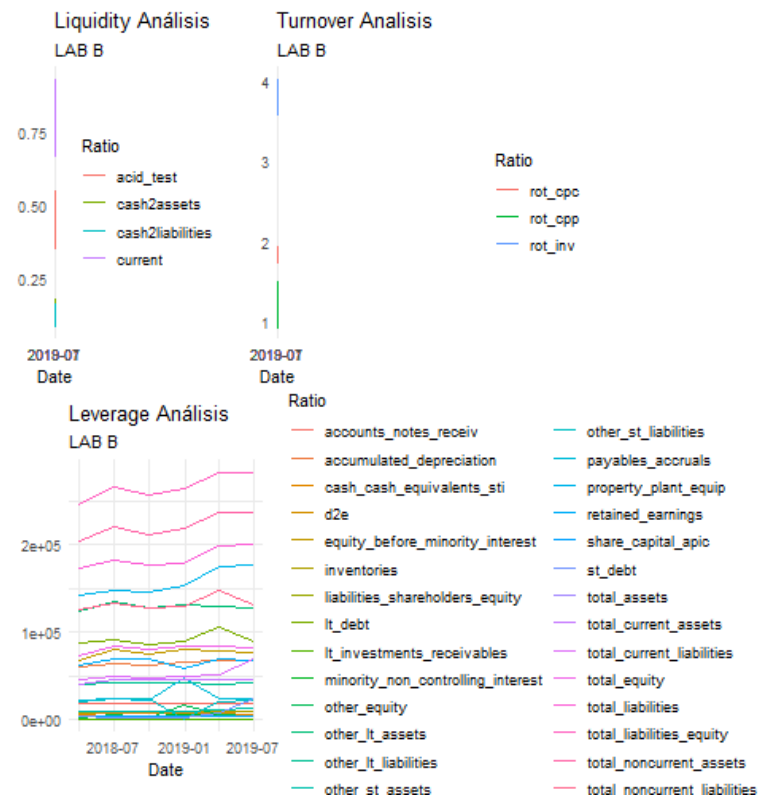 Liquidity Análisis
LAB B
0.75
0.50
0.25
2019-07
Date
Ratio
acid_test
cash2assets
cash2liabilities
current
Turnover Analisis
LAB B
4
3
2
1
2019-07
Date
Ratio
rot_cpc
rot_cpp
rot_inv
Leverage Análisis
LAB B
2e+05
1e+05
0e+00
2018-07 2019-01 2019-07
Date
Ratio
accounts_notes_receiv
accumulated_depreciation
cash_cash_equivalents_sti
d2e
equity_before_minority_interest
inventories
liabilities_shareholders_equity
lt_debt
lt_investments_receivables
minority_non_controlling_interest
other_equity
other_lt_assets
other_lt_liabilities
other_st_assets
other_st_liabilities
payables_accruals
property_plant_equip
retained_earnings
share_capital_apic
st_debt
total_assets
total_current_assets
total_current_liabilities
total_equity
total_liabilities
total_liabilities_equity
total_noncurrent_assets
total_noncurrent_liabilities